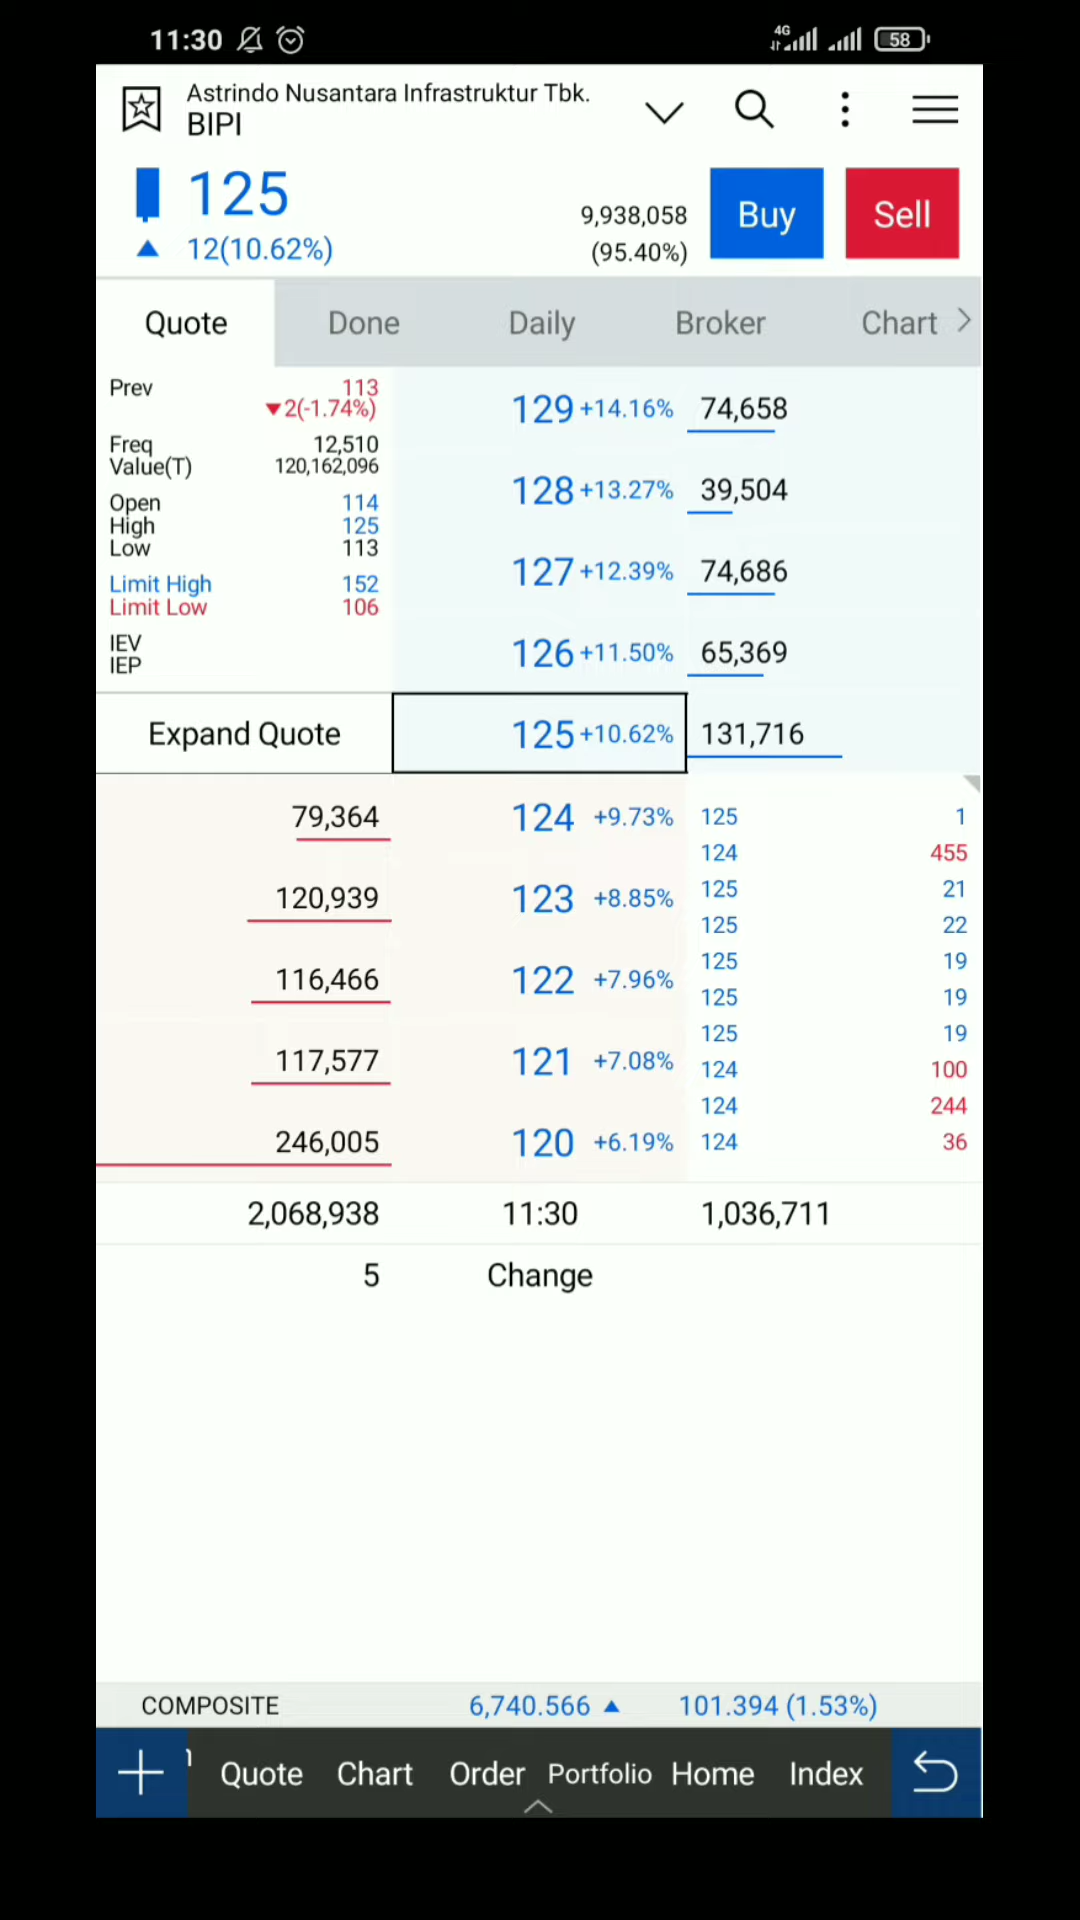 11:30 4G 58
Astrindo Nusantara Infrastruktur Tbk.
BIPI
125
▲ 12(10.62%)
9,938,058
(95.40%)
Buy
Sell
Quote Done Daily Broker Chart >
Prev 113
▼2(-1.74%)
Freq 12,510
Value(T) 120,162,096
Open 114
High 125
Low 113
Limit High 152
Limit Low 106
IEV
IEP
129 +14.16% 74,658
128 +13.27% 39,504
127 +12.39% 74,686
126 +11.50% 65,369
Expand Quote 125 +10.62% 131,716
79,364 124 +9.73%
120,939 123 +8.85%
116,466 122 +7.96%
117,577 121 +7.08%
246,005 120 +6.19%
125 1
124 455
125 21
125 22
125 19
125 19
125 19
124 100
124 244
124 36
2,068,938 11:30 1,036,711
5 Change
COMPOSITE 6,740.566 ▲ 101.394 (1.53%)
Quote Chart Order Portfolio Home Index